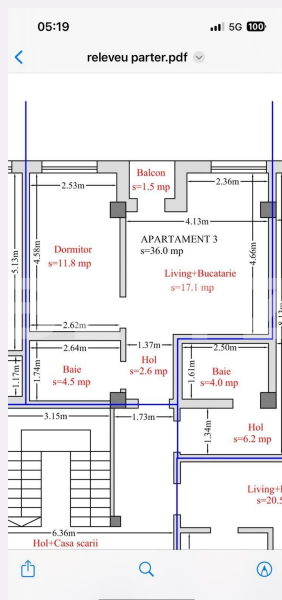 05:19
5G 100
releveu parter.pdf
Balcon
s=1.5 mp
2.53m
2.36m
4.13m
APARTAMENT 3
s=36.0 mp
Dormitor
s=11.8 mp
Living+Bucatarie
s=17.1 mp
5.13m
4.58m
4.66m
2.62m
2.64m
1.37m
2.50m
Hol
s=2.6 mp
Baie
s=4.5 mp
Baie
s=4.0 mp
1.17m
1.74m
1.61m
3.15m
1.73m
1.34m
Hol
s=6.2 mp
s=20.5
6.36m
Hol+Casa scarii